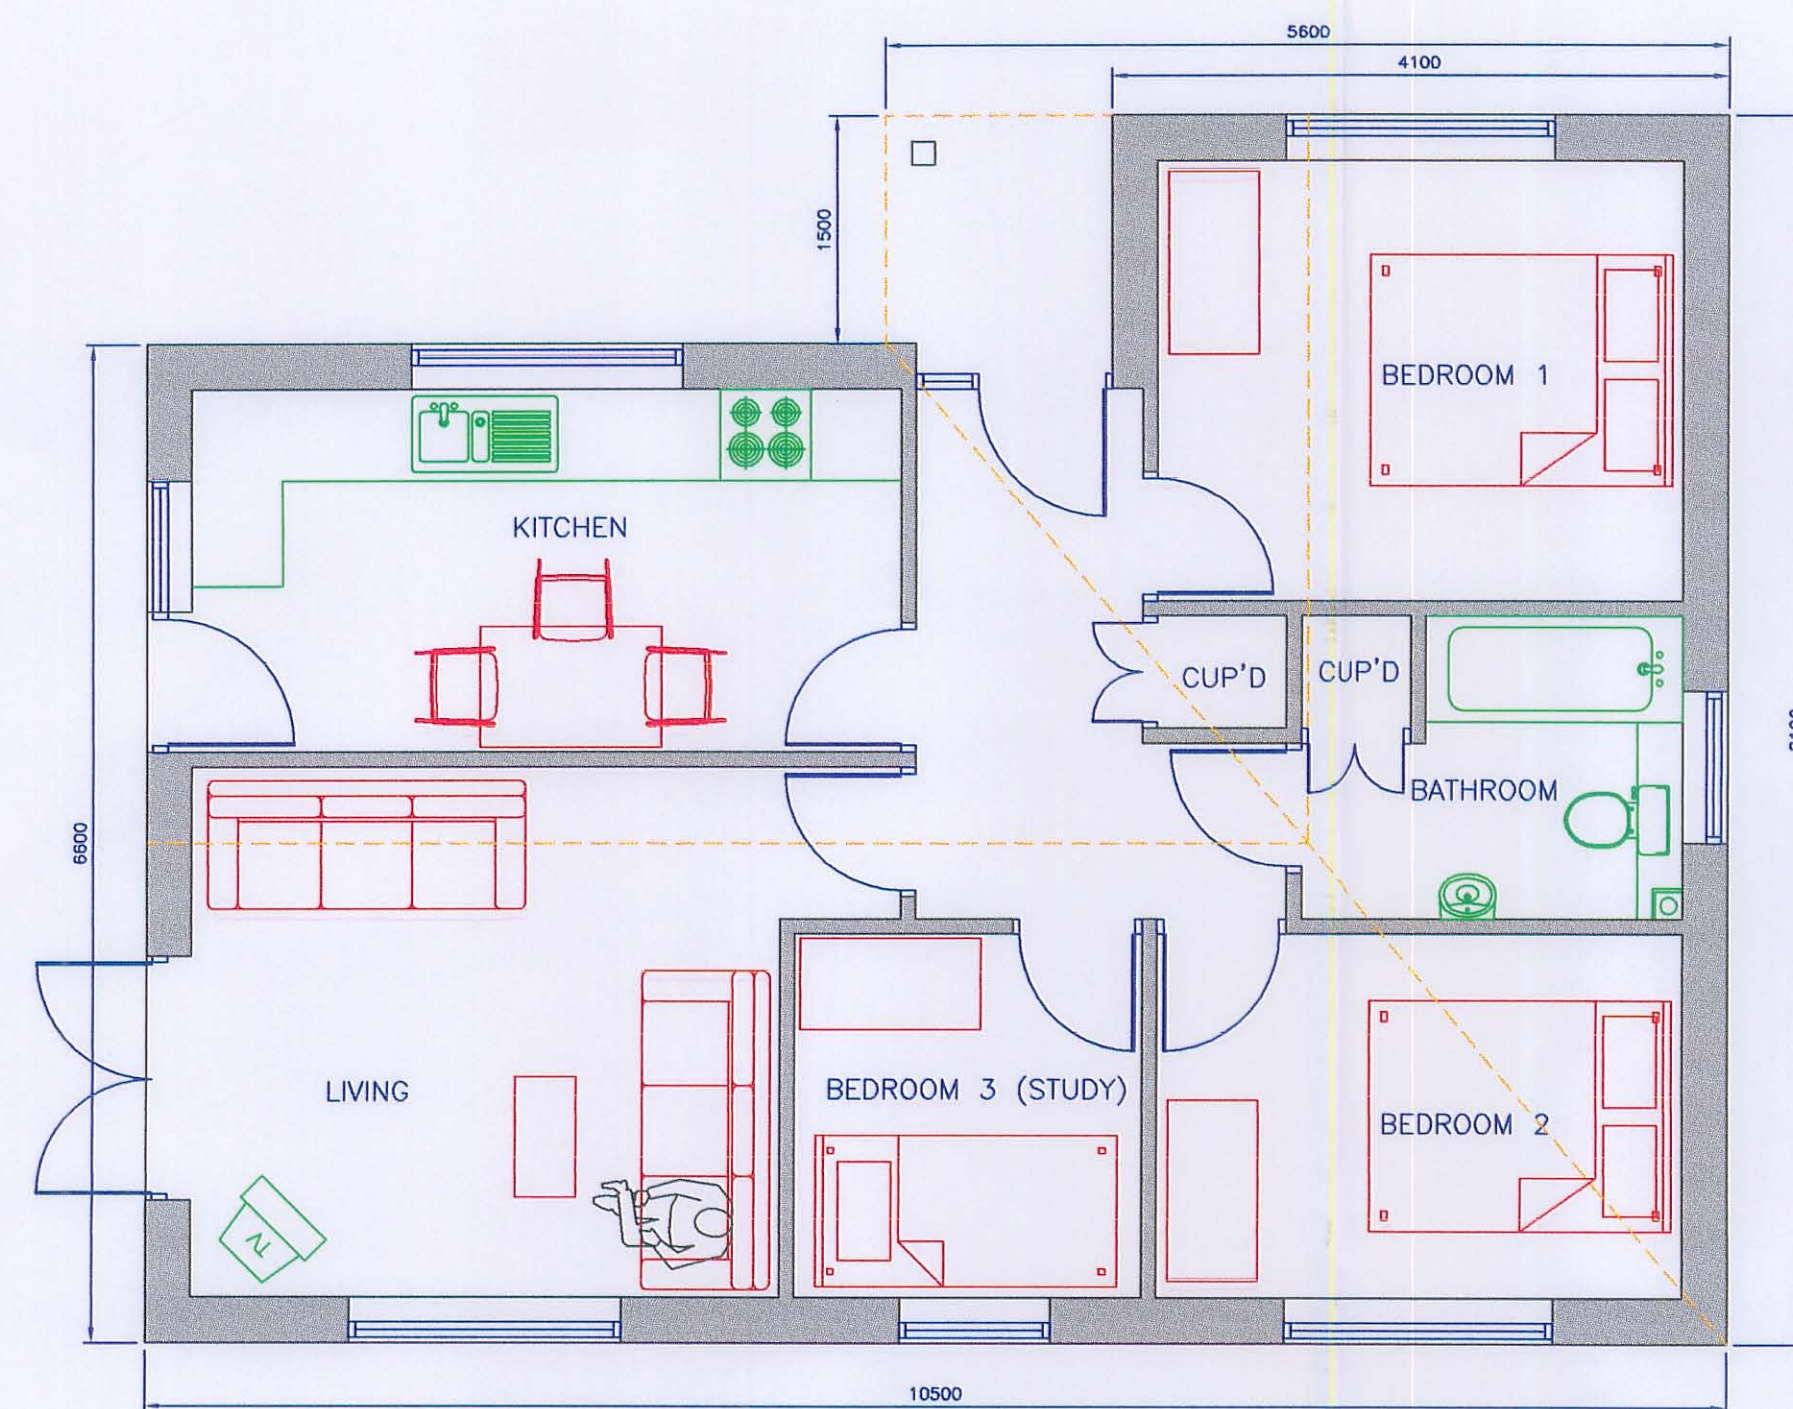 5600
4100
1500
BEDROOM 1
KITCHEN
CUP'D
CUP'D
BATHROOM
6600
LIVING
BEDROOM 3 (STUDY)
BEDROOM 2
10500